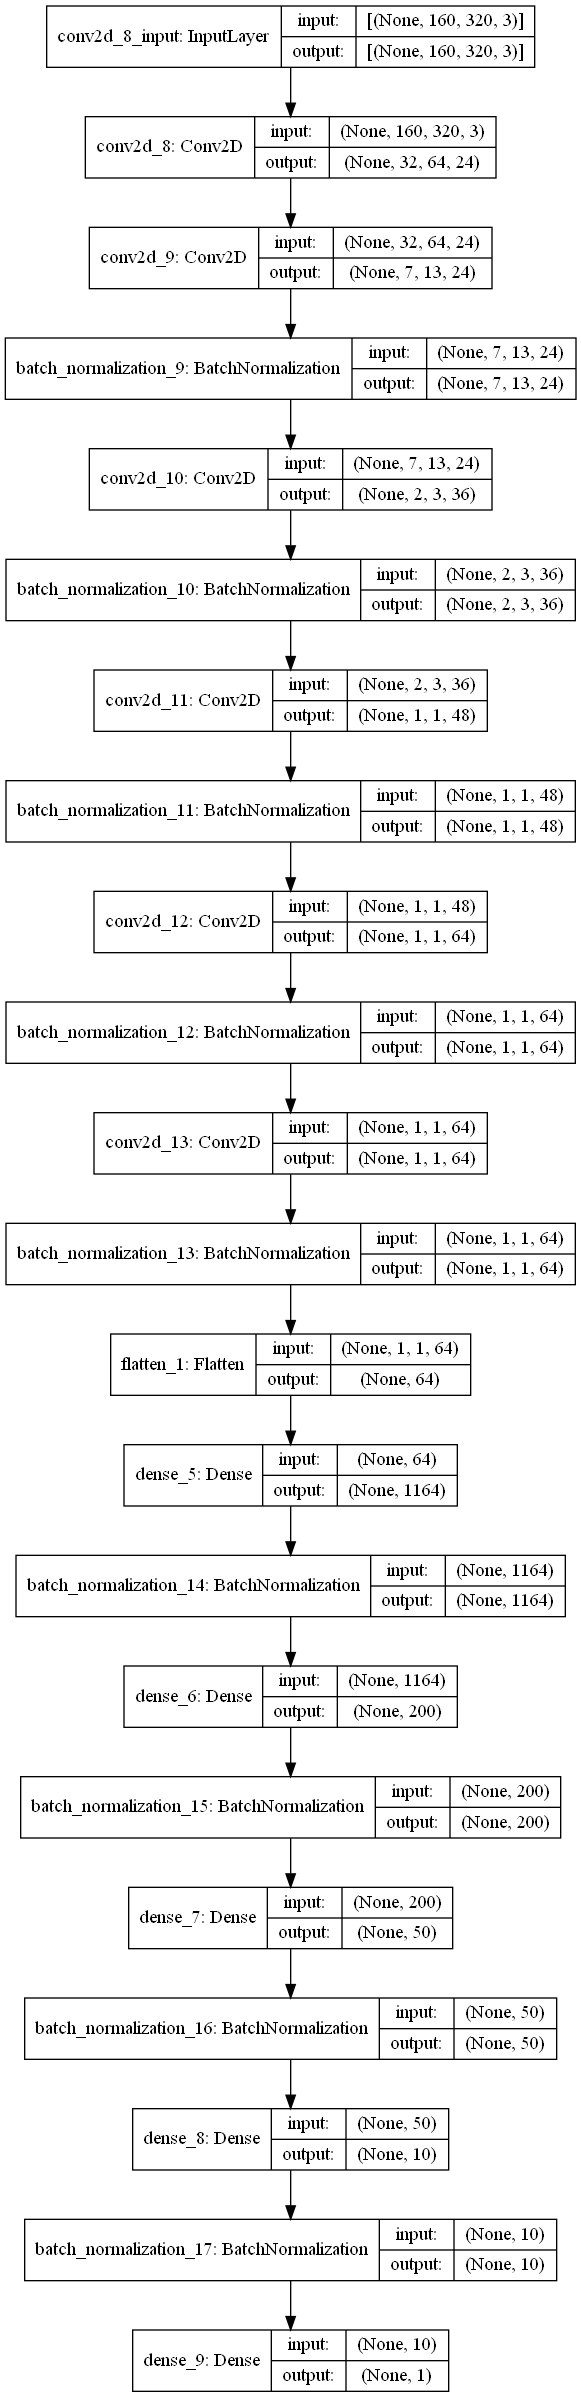 conv2d_8_input: InputLayer
input: [(None, 160, 320, 3)]
output: [(None, 160, 320, 3)]
conv2d_8: Conv2D
input: (None, 160, 320, 3)
output: (None, 32, 64, 24)
conv2d_9: Conv2D
input: (None, 32, 64, 24)
output: (None, 7, 13, 24)
batch_normalization_9: BatchNormalization
input: (None, 7, 13, 24)
output: (None, 7, 13, 24)
conv2d_10: Conv2D
input: (None, 7, 13, 24)
output: (None, 2, 3, 36)
batch_normalization_10: BatchNormalization
input: (None, 2, 3, 36)
output: (None, 2, 3, 36)
conv2d_11: Conv2D
input: (None, 2, 3, 36)
output: (None, 1, 1, 48)
batch_normalization_11: BatchNormalization
input: (None, 1, 1, 48)
output: (None, 1, 1, 48)
conv2d_12: Conv2D
input: (None, 1, 1, 48)
output: (None, 1, 1, 64)
batch_normalization_12: BatchNormalization
input: (None, 1, 1, 64)
output: (None, 1, 1, 64)
conv2d_13: Conv2D
input: (None, 1, 1, 64)
output: (None, 1, 1, 64)
batch_normalization_13: BatchNormalization
input: (None, 1, 1, 64)
output: (None, 1, 1, 64)
flatten_1: Flatten
input: (None, 1, 1, 64)
output: (None, 64)
dense_5: Dense
input: (None, 64)
output: (None, 1164)
batch_normalization_14: BatchNormalization
input: (None, 1164)
output: (None, 1164)
dense_6: Dense
input: (None, 1164)
output: (None, 200)
batch_normalization_15: BatchNormalization
input: (None, 200)
output: (None, 200)
dense_7: Dense
input: (None, 200)
output: (None, 50)
batch_normalization_16: BatchNormalization
input: (None, 50)
output: (None, 50)
dense_8: Dense
input: (None, 50)
output: (None, 10)
batch_normalization_17: BatchNormalization
input: (None, 10)
output: (None, 10)
dense_9: Dense
input: (None, 10)
output: (None, 1)